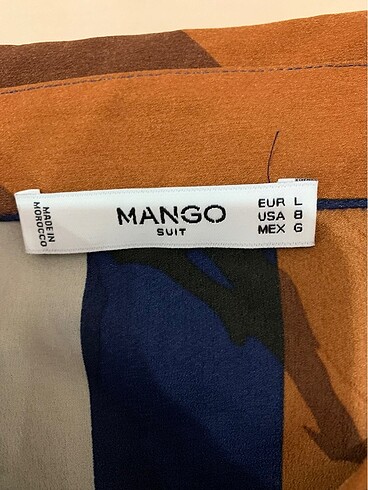 MADE IN
MOROCCO
MANGO
SUIT
EUR L
USA 8
MEX G